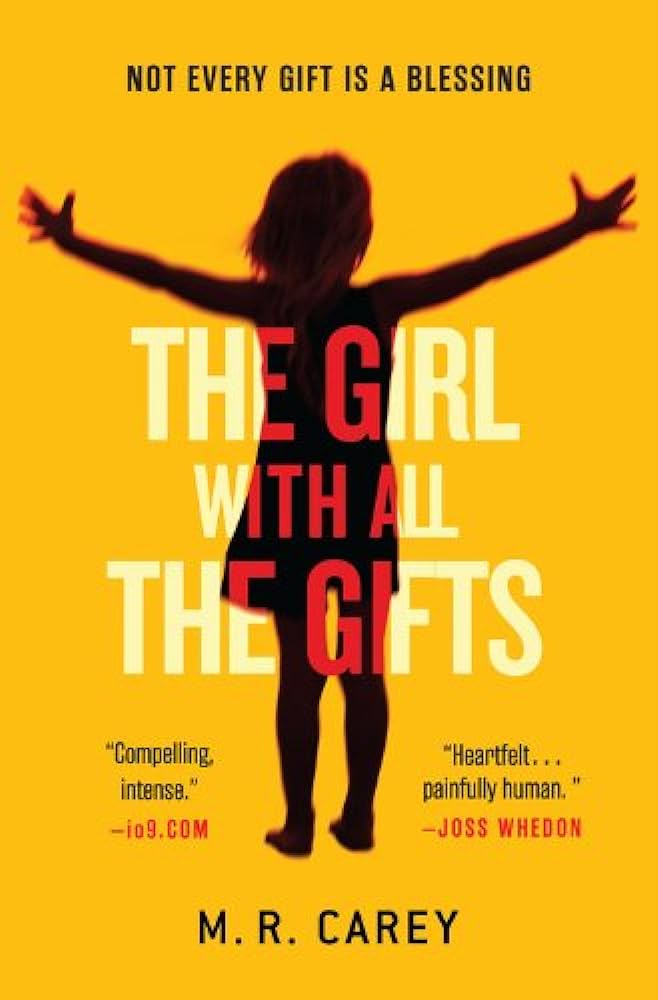 NOT EVERY GIFT IS A BLESSING
THE GIRL
WITH ALL
THE GIFTS
“Compelling,
intense.”
–io9.COM
“Heartfelt...
painfully human. ”
–JOSS WHEDON
M. R. CAREY